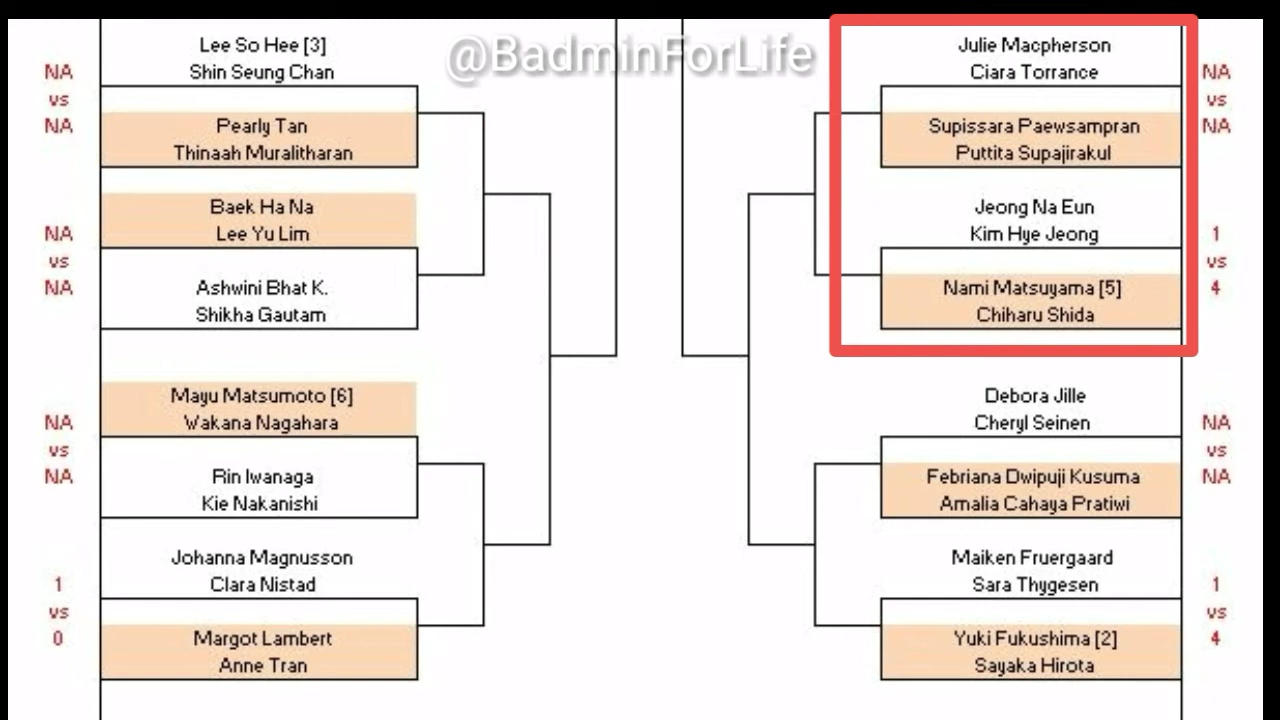 @BadminForLife
Lee So Hee [3]
Shin Seung Chan
NA
vs
NA
Pearly Tan
Thinaah Muralitharan
Baek Ha Na
Lee Yu Lim
NA
vs
NA
Ashwini Bhat K.
Shikha Gautam
Mayu Matsumoto [6]
Wakana Nagahara
NA
vs
NA
Rin Iwanaga
Kie Nakanishi
Johanna Magnusson
Clara Nistad
1
vs
0
Margot Lambert
Anne Tran
Julie Macpherson
Ciara Torrance
NA
vs
NA
Supissara Paewsampran
Puttita Supajirakul
Jeong Na Eun
Kim Hye Jeong
1
vs
4
Nami Matsuyama [5]
Chiharu Shida
Debora Jille
Cheryl Seinen
NA
vs
NA
Febriana Dwipuji Kusuma
Amalia Cahaya Pratiwi
Maiken Fruergaard
Sara Thygesen
1
vs
4
Yuki Fukushima [2]
Sayaka Hirota